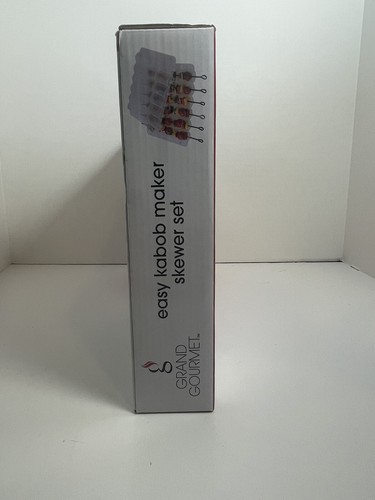 easy kabob maker
skewer set
GRAND
GOURMET